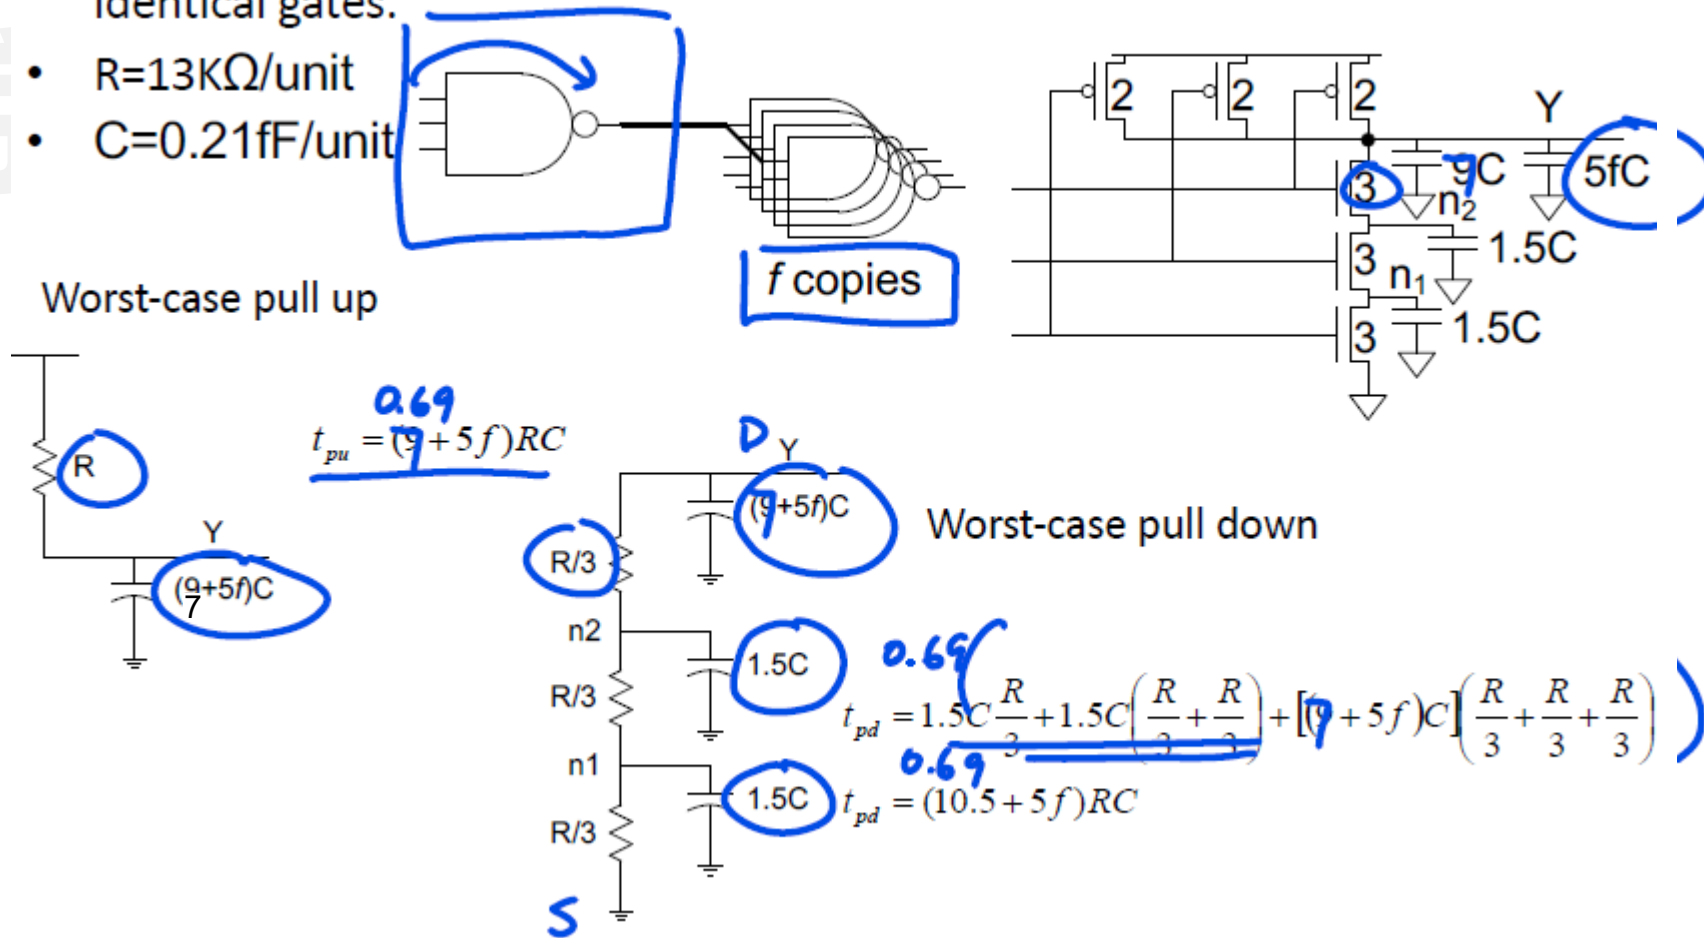 identical gates.
• R=13KΩ/unit
• C=0.21fF/unit
2 2 2
Y
3 9C 7 5fC
n2
3 1.5C
n1
3 1.5C
f copies
Worst-case pull up
R
0.69
t_pu = (9+5f)RC
7
Y
(9+5f)C
7
D Y
(9+5f)C
7
Worst-case pull down
R/3
n2
1.5C
R/3
n1
1.5C
R/3
S
0.69 (
t_pd = 1.5C R/3 + 1.5C (R/3 + R/3) + [(9+5f)C] (R/3 + R/3 + R/3) )
7
0.69
t_pd = (10.5+5f)RC